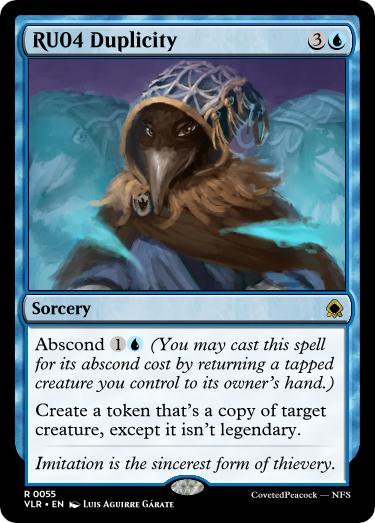 RU04 Duplicity 3
Sorcery
Abscond 1 (You may cast this spell
for its abscond cost by returning a tapped
creature you control to its owner's hand.)
Create a token that's a copy of target
creature, except it isn't legendary.
Imitation is the sincerest form of thievery.
R 0055
VLR • EN Luis Aguirre Gárate
CovetedPeacock — NFS